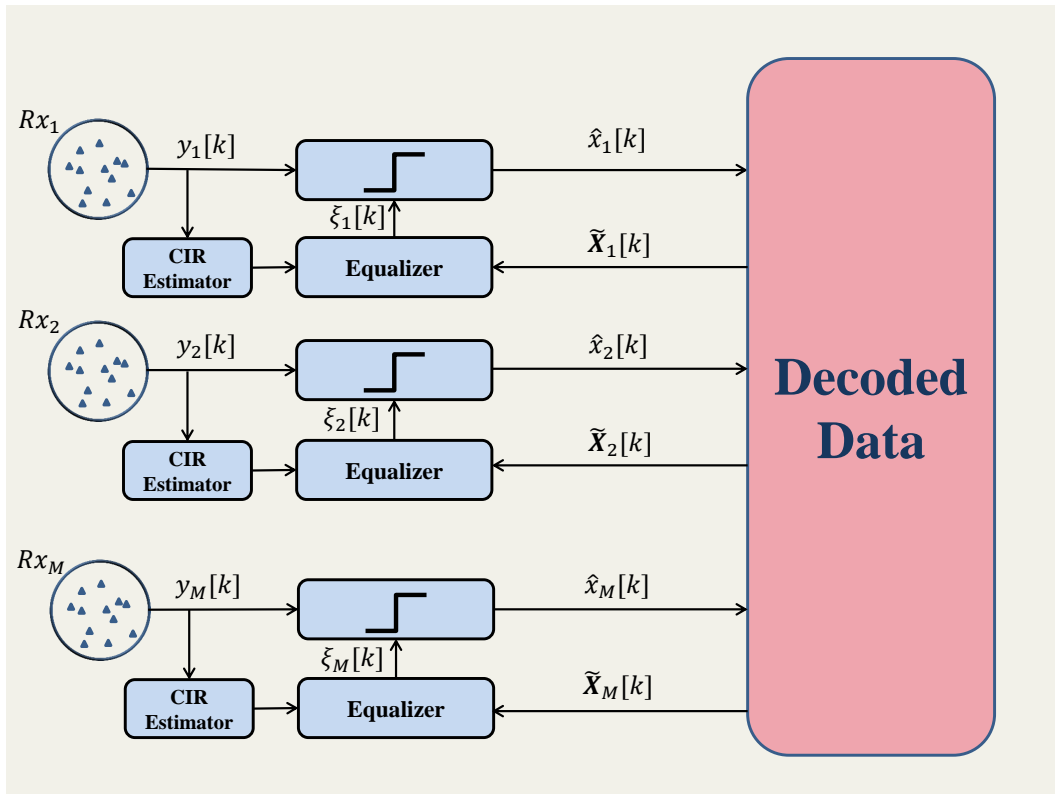 Rx₁
y₁[k]
x̂₁[k]
ξ₁[k]
CIR
Estimator
Equalizer
X̃₁[k]
Rx₂
y₂[k]
x̂₂[k]
ξ₂[k]
CIR
Estimator
Equalizer
X̃₂[k]
Decoded
Data
Rx_M
y_M[k]
x̂_M[k]
ξ_M[k]
CIR
Estimator
Equalizer
X̃_M[k]